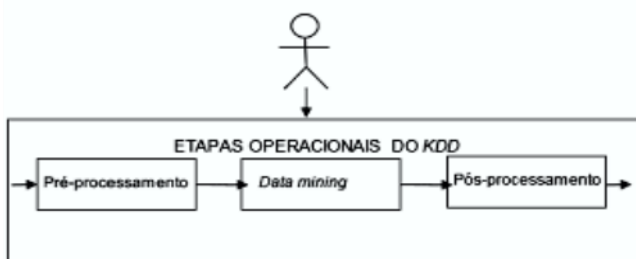 ETAPAS OPERACIONAIS DO KDD
Pré-processamento
Data mining
Pós-processamento